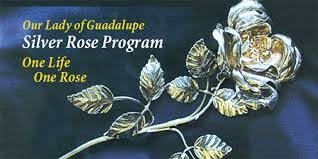 Our Lady of Guadalupe
Silver Rose Program
One Life
One Rose